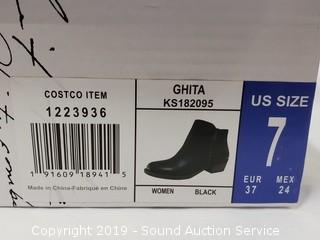 COSTCO ITEM
1223936
1 91609 18941 5
Made in China-Fabriqué en Chine
GHITA
KS182095
WOMEN BLACK
US SIZE
7
EUR MEX
37 24
Copyright 2019 - Sound Auction Service